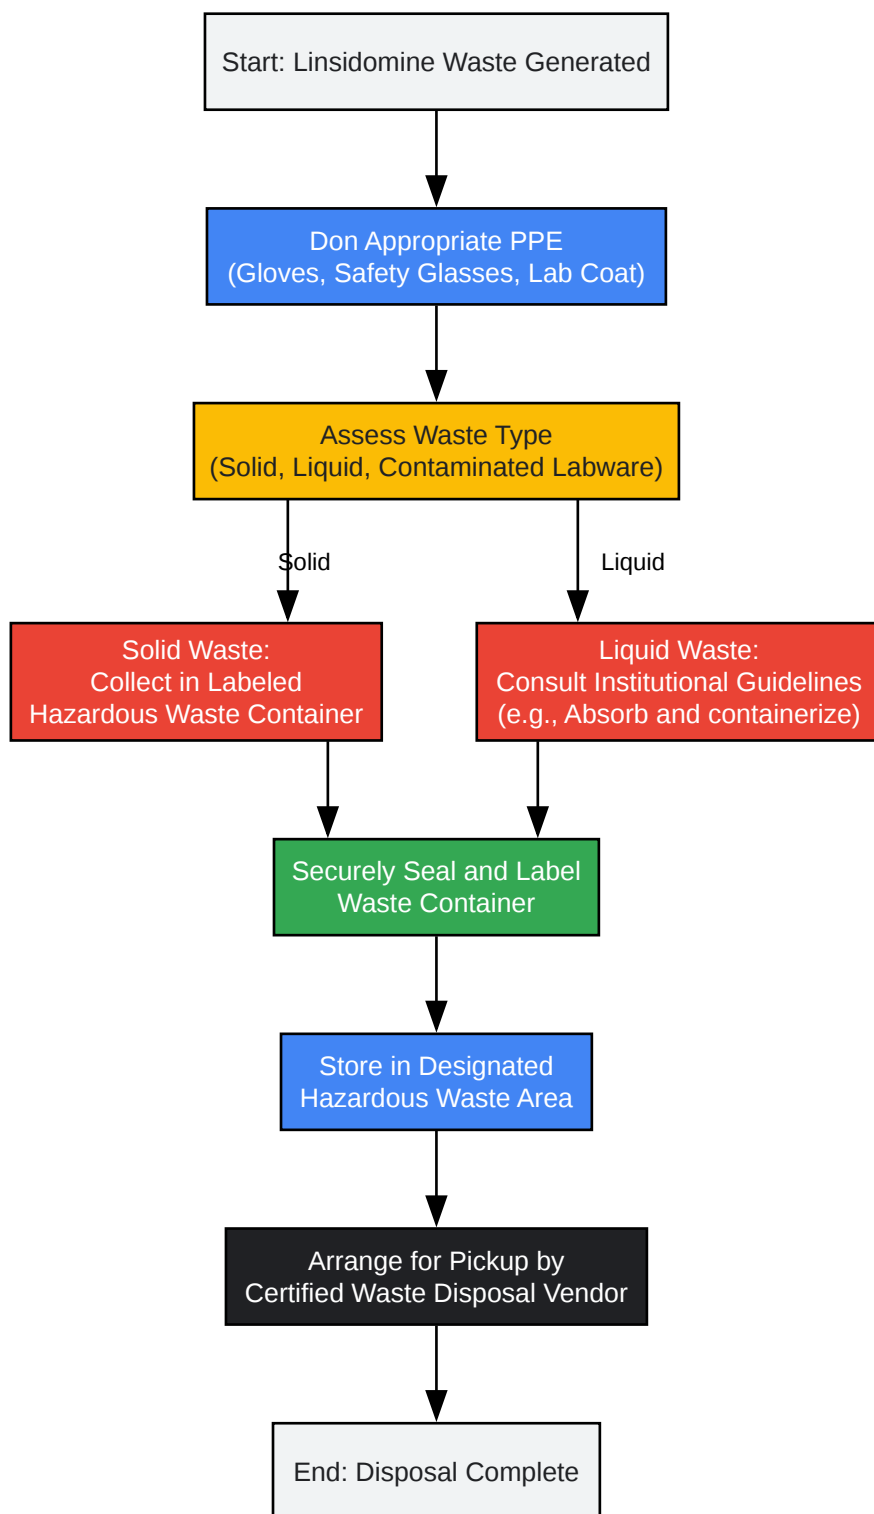 Start: Linsidomine Waste Generated
Don Appropriate PPE
(Gloves, Safety Glasses, Lab Coat)
Assess Waste Type
(Solid, Liquid, Contaminated Labware)
Solid
Liquid
Solid Waste:
Collect in Labeled
Hazardous Waste Container
Liquid Waste:
Consult Institutional Guidelines
(e.g., Absorb and containerize)
Securely Seal and Label
Waste Container
Store in Designated
Hazardous Waste Area
Arrange for Pickup by
Certified Waste Disposal Vendor
End: Disposal Complete